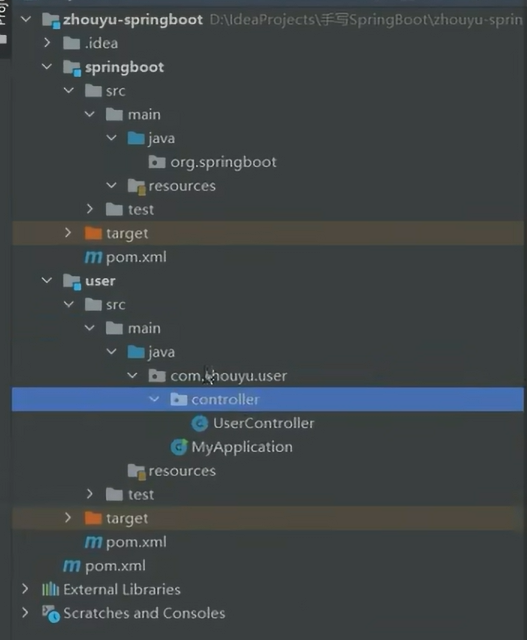 zhouyu-springboot D:\IdeaProjects\手写SpringBoot\zhouyu-sprin
.idea
springboot
src
main
java
org.springboot
resources
test
target
pom.xml
user
src
main
java
com.zhouyu.user
controller
UserController
MyApplication
resources
test
target
pom.xml
pom.xml
External Libraries
Scratches and Consoles